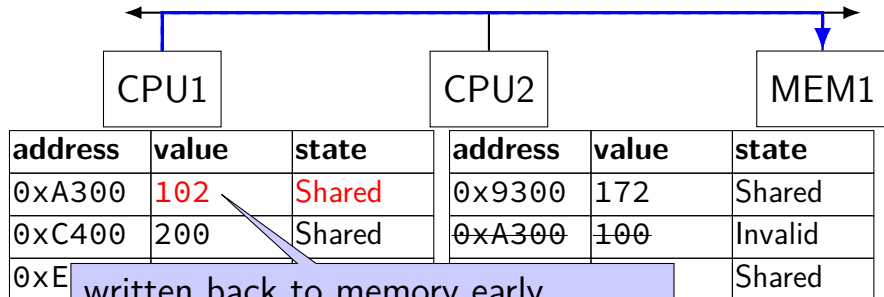 CPU1 CPU2 MEM1
address value state address value state
0xA300 102 Shared 0x9300 172 Shared
0xC400 200 Shared 0xA300 100 Invalid
0xE Shared
written back to memory early